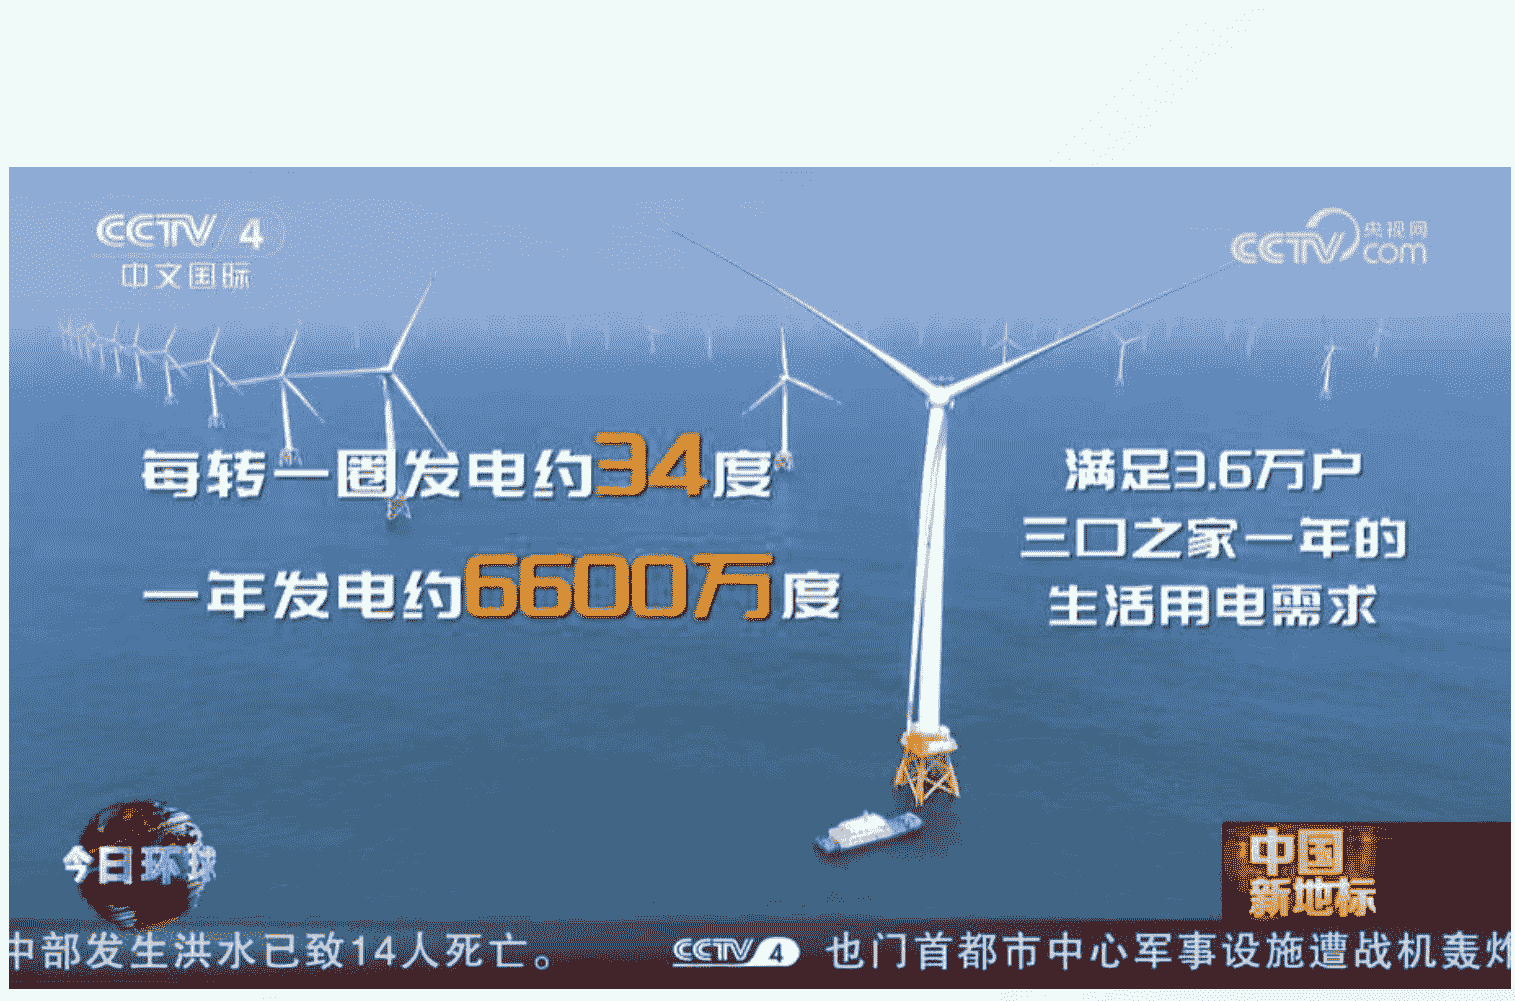 CCTV 4
中文国际
CCTV 央视网
com
每转一圈发电约34度
一年发电约6600万度
满足3.6万户
三口之家一年的
生活用电需求
今日环球
中国
新地标
中部发生洪水已致14人死亡。 CCTV 4 也门首都市中心军事设施遭战机轰炸